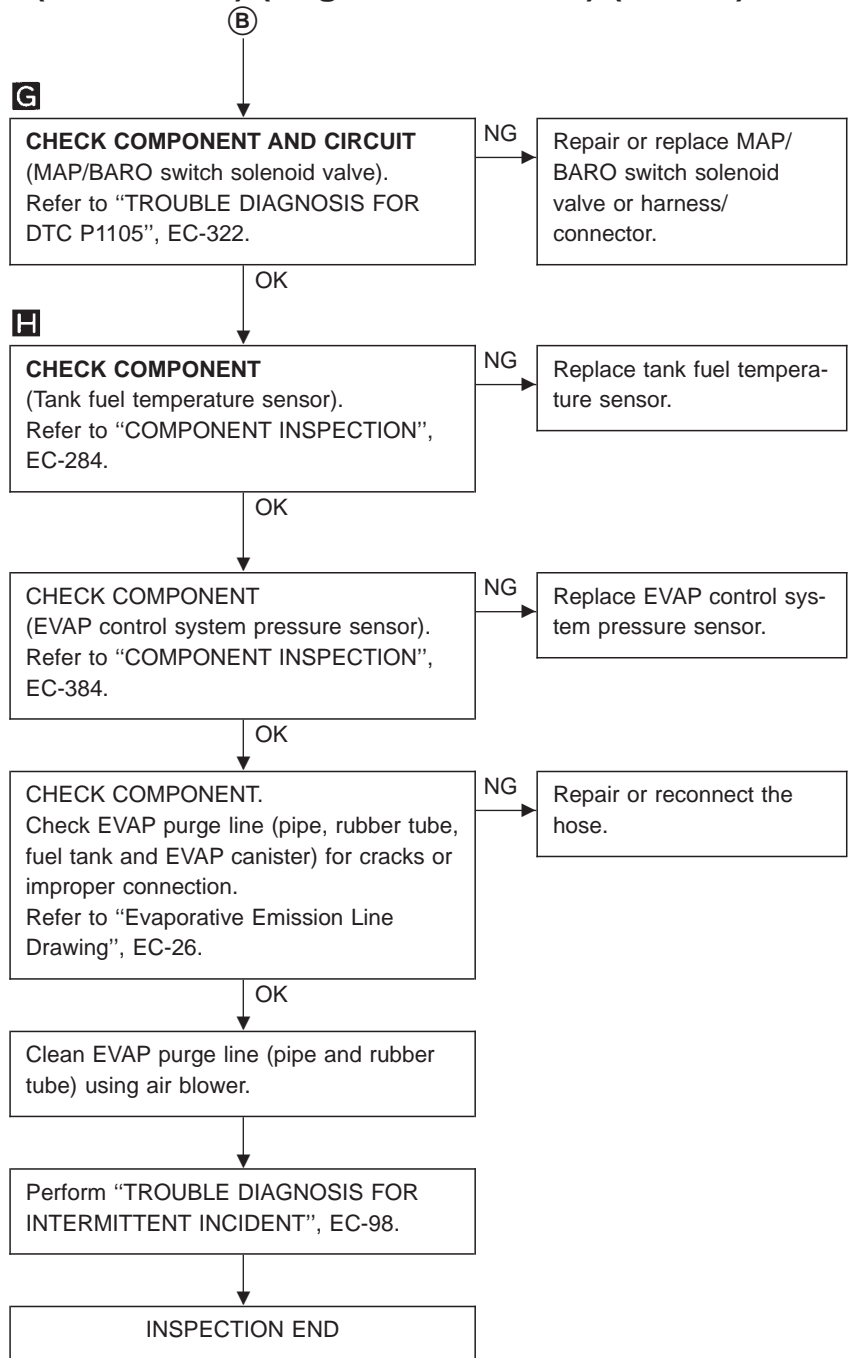 B
G
CHECK COMPONENT AND CIRCUIT
(MAP/BARO switch solenoid valve).
Refer to “TROUBLE DIAGNOSIS FOR
DTC P1105”, EC-322.
NG
Repair or replace MAP/
BARO switch solenoid
valve or harness/
connector.
OK
H
CHECK COMPONENT
(Tank fuel temperature sensor).
Refer to “COMPONENT INSPECTION”,
EC-284.
NG
Replace tank fuel tempera-
ture sensor.
OK
CHECK COMPONENT
(EVAP control system pressure sensor).
Refer to “COMPONENT INSPECTION”,
EC-384.
NG
Replace EVAP control sys-
tem pressure sensor.
OK
CHECK COMPONENT.
Check EVAP purge line (pipe, rubber tube,
fuel tank and EVAP canister) for cracks or
improper connection.
Refer to “Evaporative Emission Line
Drawing”, EC-26.
NG
Repair or reconnect the
hose.
OK
Clean EVAP purge line (pipe and rubber
tube) using air blower.
Perform “TROUBLE DIAGNOSIS FOR
INTERMITTENT INCIDENT”, EC-98.
INSPECTION END